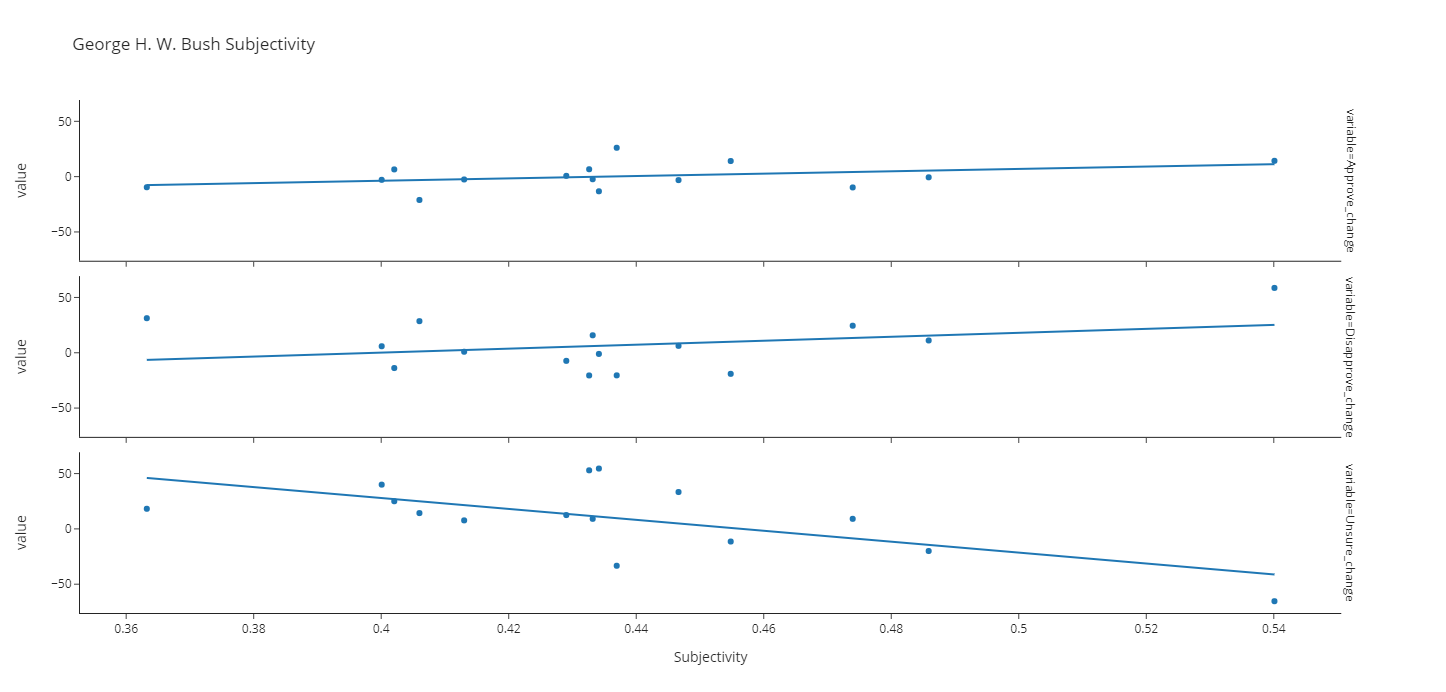 George H. W. Bush Subjectivity
50
0
−50
value
variable=Approve_change
50
0
−50
value
variable=Disapprove_change
50
0
−50
value
variable=Unsure_change
0.36 0.38 0.4 0.42 0.44 0.46 0.48 0.5 0.52 0.54
Subjectivity